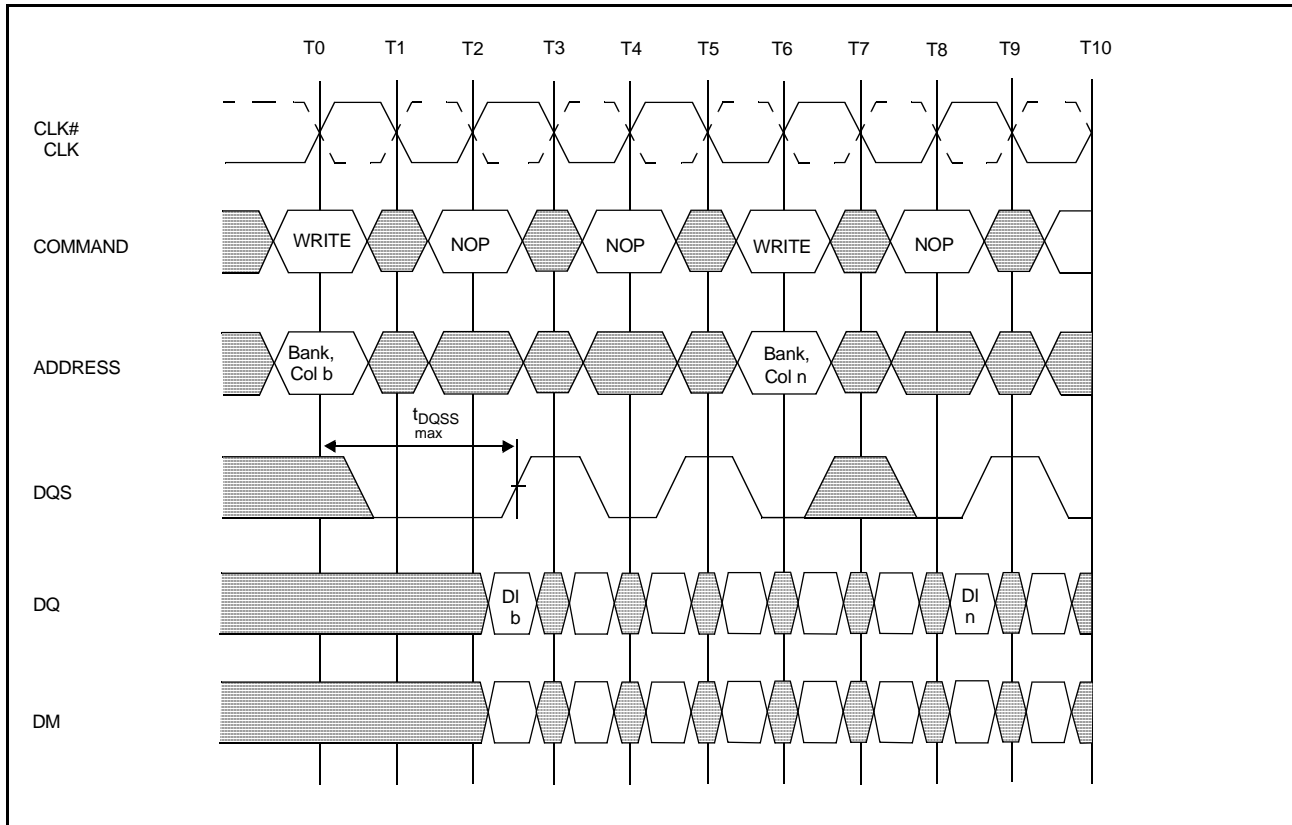 T0 T1 T2 T3 T4 T5 T6 T7 T8 T9 T10
CLK#
CLK
COMMAND
WRITE NOP NOP WRITE NOP
ADDRESS
Bank,
Col b
Bank,
Col n
tDQSS
max
DQS
DQ
DI
b
DI
n
DM